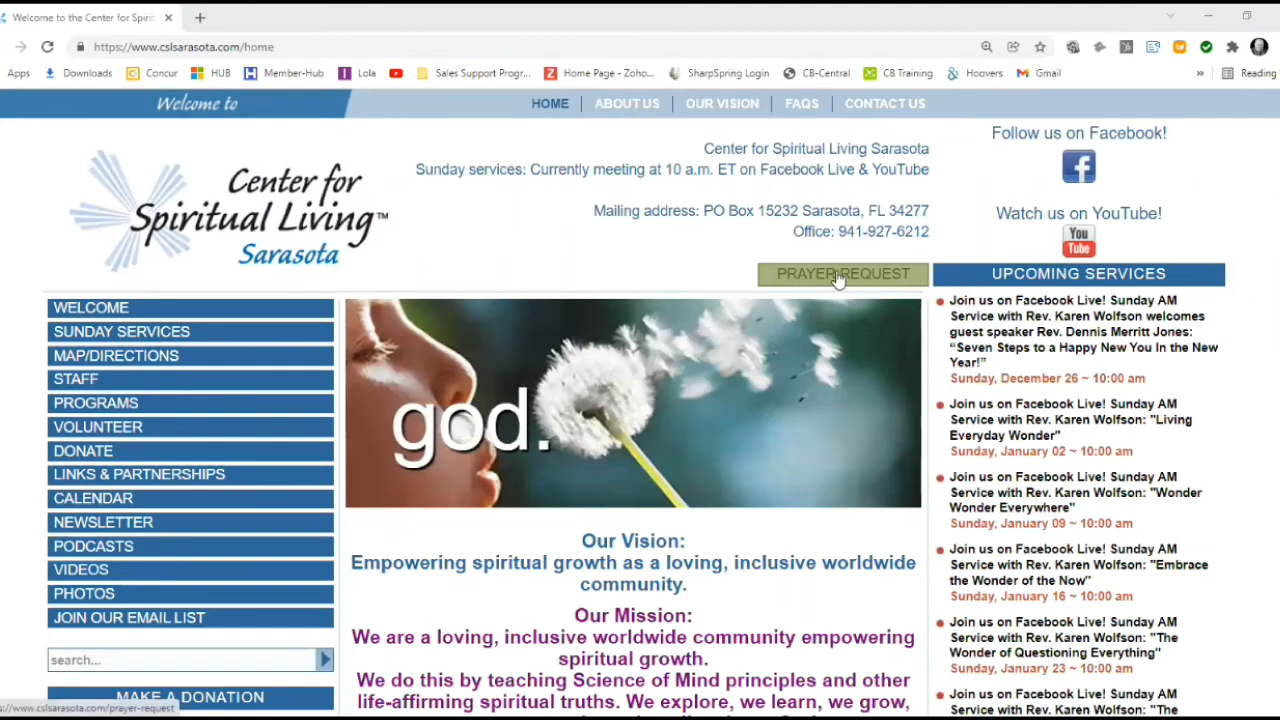 Welcome to the Center for Spirit
https://www.cslsarasota.com/home
Apps
Downloads
Concur
HUB
Member-Hub
Lola
Sales Support Progr...
Home Page - Zoho...
SharpSpring Login
CB-Central
CB Training
Hoovers
Gmail
»
Reading
Welcome to
HOME
ABOUT US
OUR VISION
FAQS
CONTACT US
Center for
Spiritual Living™
Sarasota
Center for Spiritual Living Sarasota
Sunday services: Currently meeting at 10 a.m. ET on Facebook Live & YouTube
Mailing address: PO Box 15232 Sarasota, FL 34277
Office: 941-927-6212
Follow us on Facebook!
f
Watch us on YouTube!
You
Tube
PRAYER REQUEST
UPCOMING SERVICES
WELCOME
SUNDAY SERVICES
MAP/DIRECTIONS
STAFF
PROGRAMS
VOLUNTEER
DONATE
LINKS & PARTNERSHIPS
CALENDAR
NEWSLETTER
PODCASTS
VIDEOS
PHOTOS
JOIN OUR EMAIL LIST
search...
MAKE A DONATION
s://www.cslsarasota.com/prayer-request
god.
Our Vision:
Empowering spiritual growth as a loving, inclusive worldwide
community.
Our Mission:
We are a loving, inclusive worldwide community empowering
spiritual growth.
We do this by teaching Science of Mind principles and other
life-affirming spiritual truths. We explore, we learn, we grow,
Join us on Facebook Live! Sunday AM
Service with Rev. Karen Wolfson welcomes
guest speaker Rev. Dennis Merritt Jones:
“Seven Steps to a Happy New You In the New
Year!”
Sunday, December 26 ~ 10:00 am
Join us on Facebook Live! Sunday AM
Service with Rev. Karen Wolfson: "Living
Everyday Wonder"
Sunday, January 02 ~ 10:00 am
Join us on Facebook Live! Sunday AM
Service with Rev. Karen Wolfson: "Wonder
Wonder Everywhere"
Sunday, January 09 ~ 10:00 am
Join us on Facebook Live! Sunday AM
Service with Rev. Karen Wolfson: "Embrace
the Wonder of the Now"
Sunday, January 16 ~ 10:00 am
Join us on Facebook Live! Sunday AM
Service with Rev. Karen Wolfson: "The
Wonder of Questioning Everything"
Sunday, January 23 ~ 10:00 am
Join us on Facebook Live! Sunday AM
Service with Rev. Karen Wolfson: "The